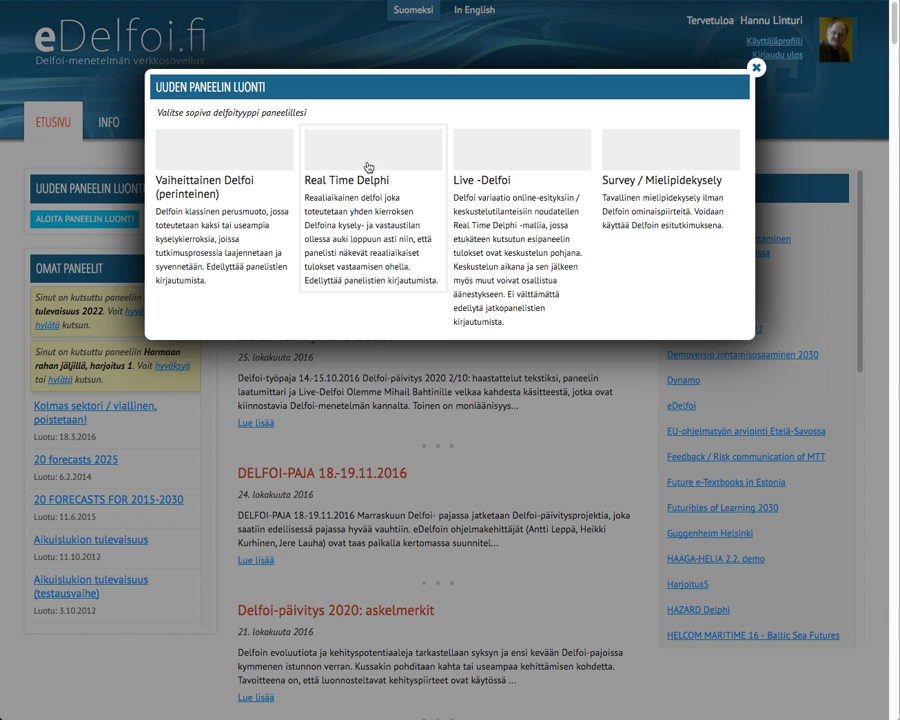 Suomeksi
In English
eDelfoi.fi
Delfoi-menetelmän verkkosovellus
Tervetuloa Hannu Linturi
Käyttäjäprofiili
Kirjaudu ulos
ETUSIVU
INFO
UUDEN PANEELIN LUONTI
Valitse sopiva delfoityyppi paneelillesi
Vaiheittainen Delfoi
(perinteinen)
Delfoin klassinen perusmuoto, jossa
toteutetaan kaksi tai useampia
kyselykierroksia, joissa
tutkimusprosessia laajennetaan ja
syvennetään. Edellyttää panelistien
kirjautumista.
Real Time Delphi
Reaaliaikainen delfoi joka
toteutetaan yhden kierroksen
Delfoina kysely- ja vastaustilan
ollessa auki loppuun asti niin, että
panelisti näkevät reaaliaikaiset
tulokset vastaamisen ohella.
Edellyttää panelistien kirjautumista.
Live -Delfoi
Delfoi variaatio online-esityksiin /
keskustelutilanteisiin noudatellen
Real Time Delphi -mallia, jossa
etukäteen kutsutun esipaneelin
tulokset ovat keskustelun pohjana.
Keskustelun aikana ja sen jälkeen
myös muut voivat osallistua
äänestykseen. Ei välttämättä
edellytä jatkopanelistien
kirjautumista.
Survey / Mielipidekysely
Tavallinen mielipidekysely ilman
Delfoin ominaispiirteitä. Voidaan
käyttää Delfoin esitutkimuksena.
UUDEN PANEELIN LUONTI
ALOITA PANEELIN LUONTI
OMAT PANEELIT
Sinut on kutsuttu paneeliin
tulevaisuus 2022. Voit
hylätä kutsun.
Sinut on kutsuttu paneeliin Harmaan
rahan jäljillä, harjoitus 1. Voit hyväksyä
tai hylätä kutsun.
Kolmas sektori / viallinen,
poistetaan!
Luotu: 18.3.2016
20 forecasts 2025
Luotu: 6.2.2014
20 FORECASTS FOR 2015-2030
Luotu: 11.6.2015
Aikuislukion tulevaisuus
Luotu: 11.10.2012
Aikuislukion tulevaisuus
(testausvaihe)
Luotu: 3.10.2012
25. lokakuuta 2016
Delfoi-työpaja 14.-15.10.2016 Delfoi-päivitys 2020 2/10: haastattelut tekstiksi, paneelin
laatumittari ja Live-Delfoi Olemme Mihail Bahtinille velkaa kahdesta käsitteestä, jotka ovat
kiinnostavia Delfoi-menetelmän kannalta. Toinen on moniäänisyys...
Lue lisää
DELFOI-PAJA 18.-19.11.2016
24. lokakuuta 2016
DELFOI-PAJA 18.-19.11.2016 Marraskuun Delfoi- pajassa jatketaan Delfoi-päivitysprojektia, joka
saatiin edellisessä pajassa hyvää vauhtiin. eDelfoin ohjelmakehittäjät (Antti Leppä, Heikki
Kurhinen, Jere Lauha) ovat taas paikalla kertomassa suunnitel...
Lue lisää
Delfoi-päivitys 2020: askelmerkit
21. lokakuuta 2016
Delfoin evoluutiota ja kehityspotentiaaleja tarkastellaan syksyn ja ensi kevään Delfoi-pajoissa
kymmenen istunnon verran. Kussakin pohditaan kahta tai useampaa kehittämisen kohdetta.
Tavoitteena on, että luonnosteltavat kehityspiirteet ovat käytössä ...
Lue lisää
Demoversio Johtamisosaaminen 2030
Dynamo
eDelfoi
EU-ohjelmatyön arviointi Etelä-Savossa
Feedback / Risk communication of MTT
Future e-Textbooks in Estonia
Futuribles of Learning 2030
Guggenheim Helsinki
HAAGA-HELIA 2.2. demo
Harjoitus5
HAZARD Delphi
HELCOM MARITIME 16 - Baltic Sea Futures